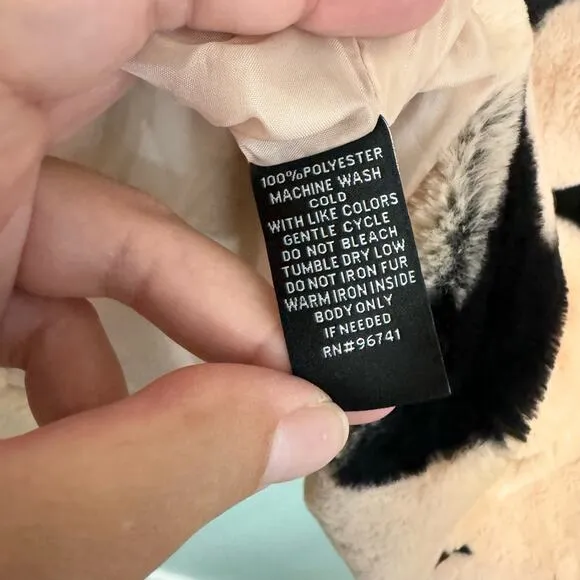 100%POLYESTER
MACHINE WASH
COLD
WITH LIKE COLORS
GENTLE CYCLE
DO NOT BLEACH
TUMBLE DRY LOW
DO NOT IRON FUR
WARM IRON INSIDE
BODY ONLY
IF NEEDED
RN#96741